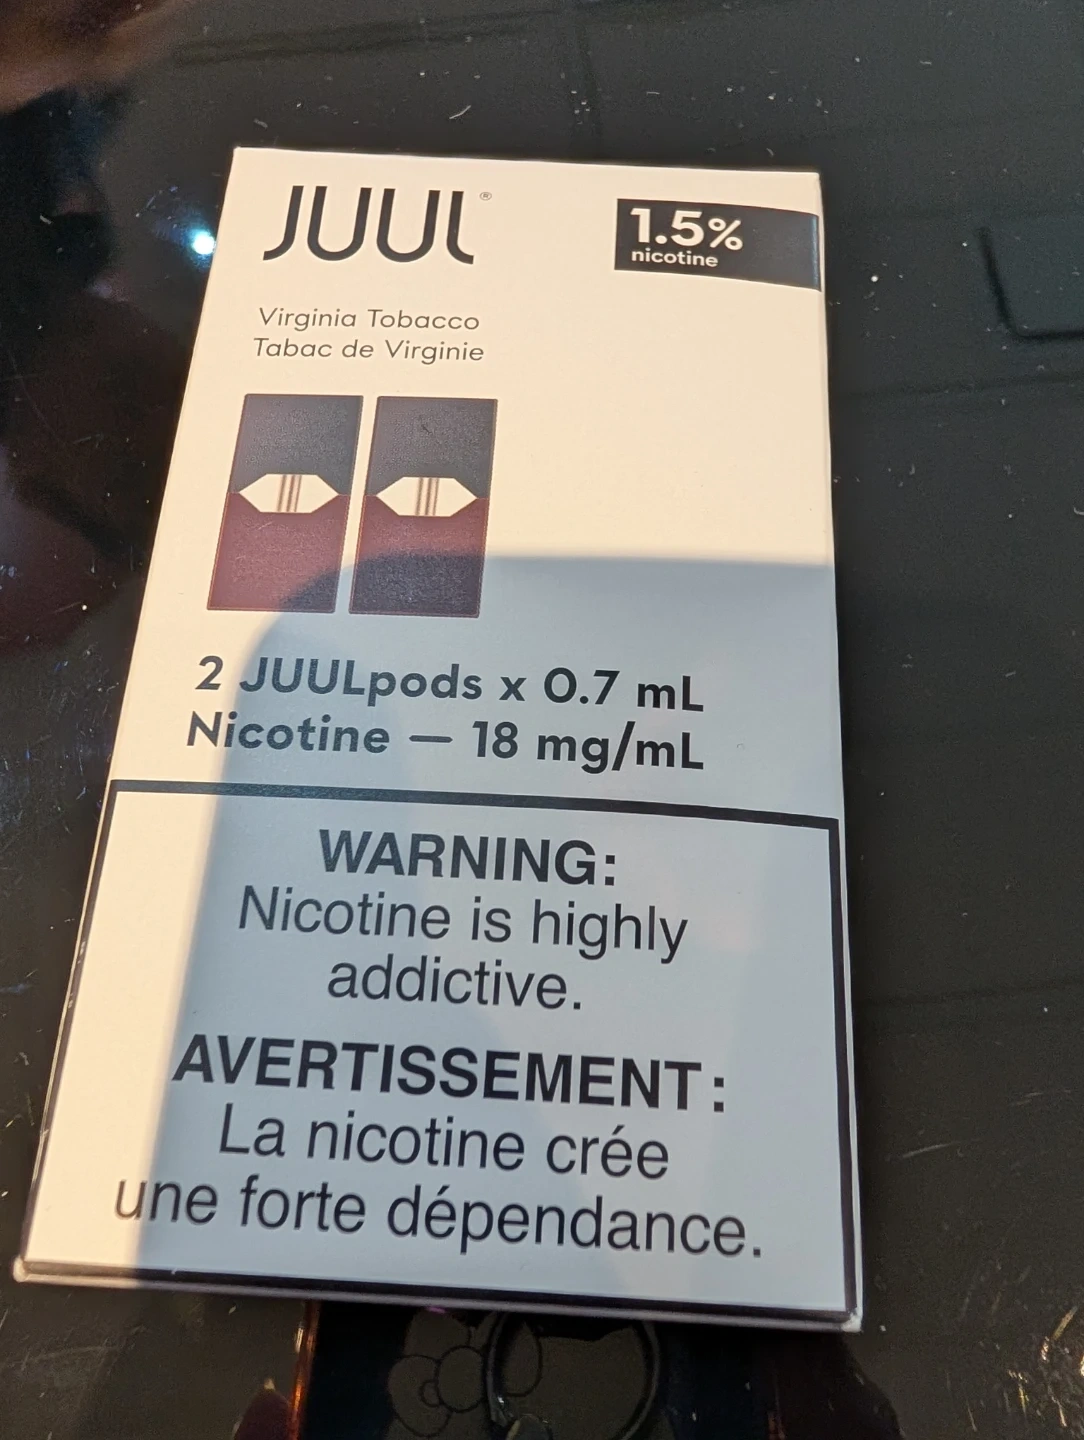 JUUL®
1.5%
nicotine
Virginia Tobacco
Tabac de Virginie
2 JUULpods x 0.7 mL
Nicotine — 18 mg/mL
WARNING:
Nicotine is highly
addictive.
AVERTISSEMENT :
La nicotine crée
une forte dépendance.